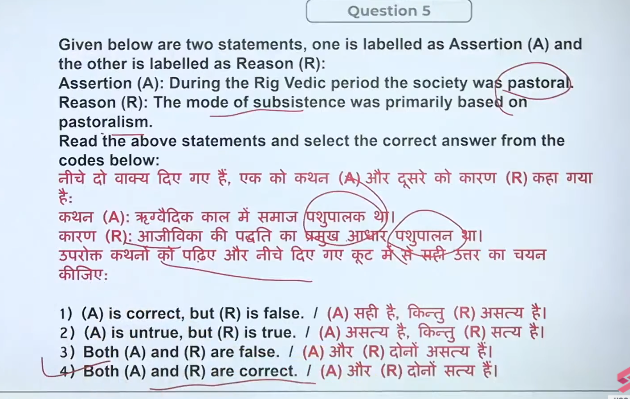 Question 5
Given below are two statements, one is labelled as Assertion (A) and
the other is labelled as Reason (R):
Assertion (A): During the Rig Vedic period the society was pastoral.
Reason (R): The mode of subsistence was primarily based on
pastoralism.
Read the above statements and select the correct answer from the
codes below:
नीचे दो वाक्य दिए गए हैं, एक को कथन (A) और दूसरे को कारण (R) कहा गया
है:
कथन (A): ऋग्वैदिक काल में समाज पशुपालक था।
कारण (R): आजीविका की पद्धति का प्रमुख आधार पशुपालन था।
उपरोक्त कथनों को पढ़िए और नीचे दिए गए कूट में से सही उत्तर का चयन
कीजिए:
1) (A) is correct, but (R) is false. / (A) सही है, किन्तु (R) असत्य है।
2) (A) is untrue, but (R) is true. / (A) असत्य है, किन्तु (R) सत्य है।
3) Both (A) and (R) are false. / (A) और (R) दोनों असत्य हैं।
4) Both (A) and (R) are correct. / (A) और (R) दोनों सत्य हैं।